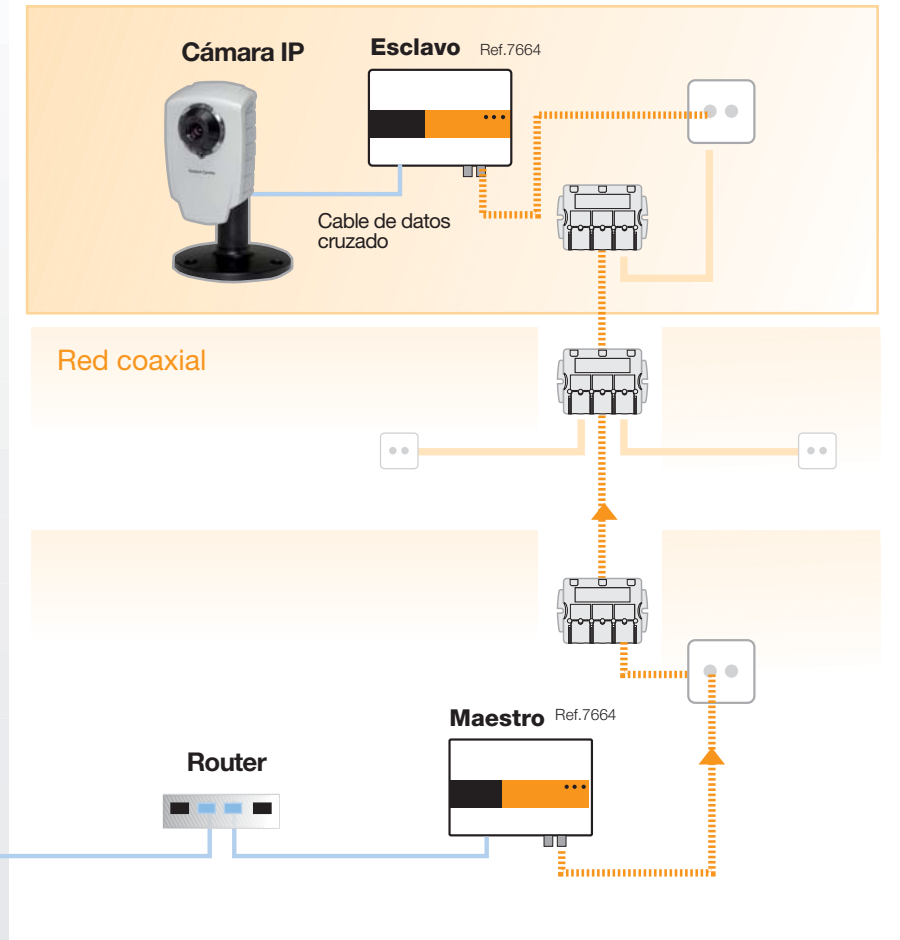 Cámara IP
Esclavo Ref.7664
Cable de datos
cruzado
Red coaxial
Maestro Ref.7664
Router